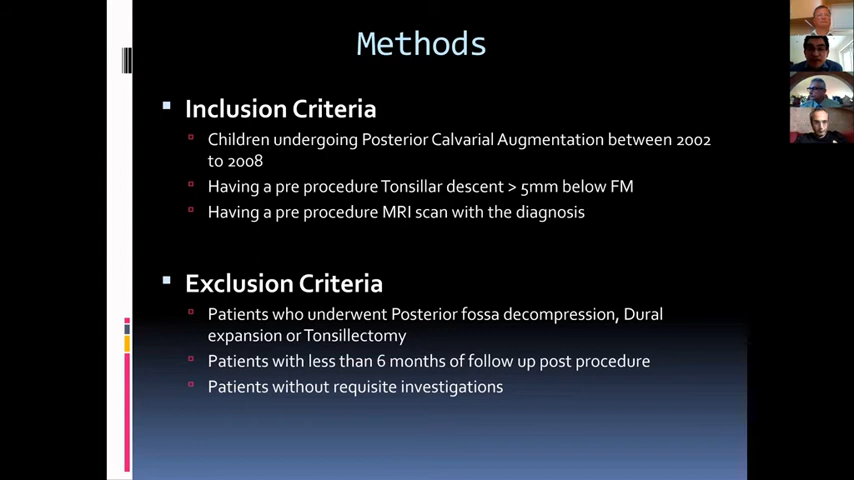 Methods
Inclusion Criteria
Children undergoing Posterior Calvarial Augmentation between 2002
to 2008
Having a pre procedure Tonsillar descent > 5mm below FM
Having a pre procedure MRI scan with the diagnosis
Exclusion Criteria
Patients who underwent Posterior fossa decompression, Dural
expansion or Tonsillectomy
Patients with less than 6 months of follow up post procedure
Patients without requisite investigations